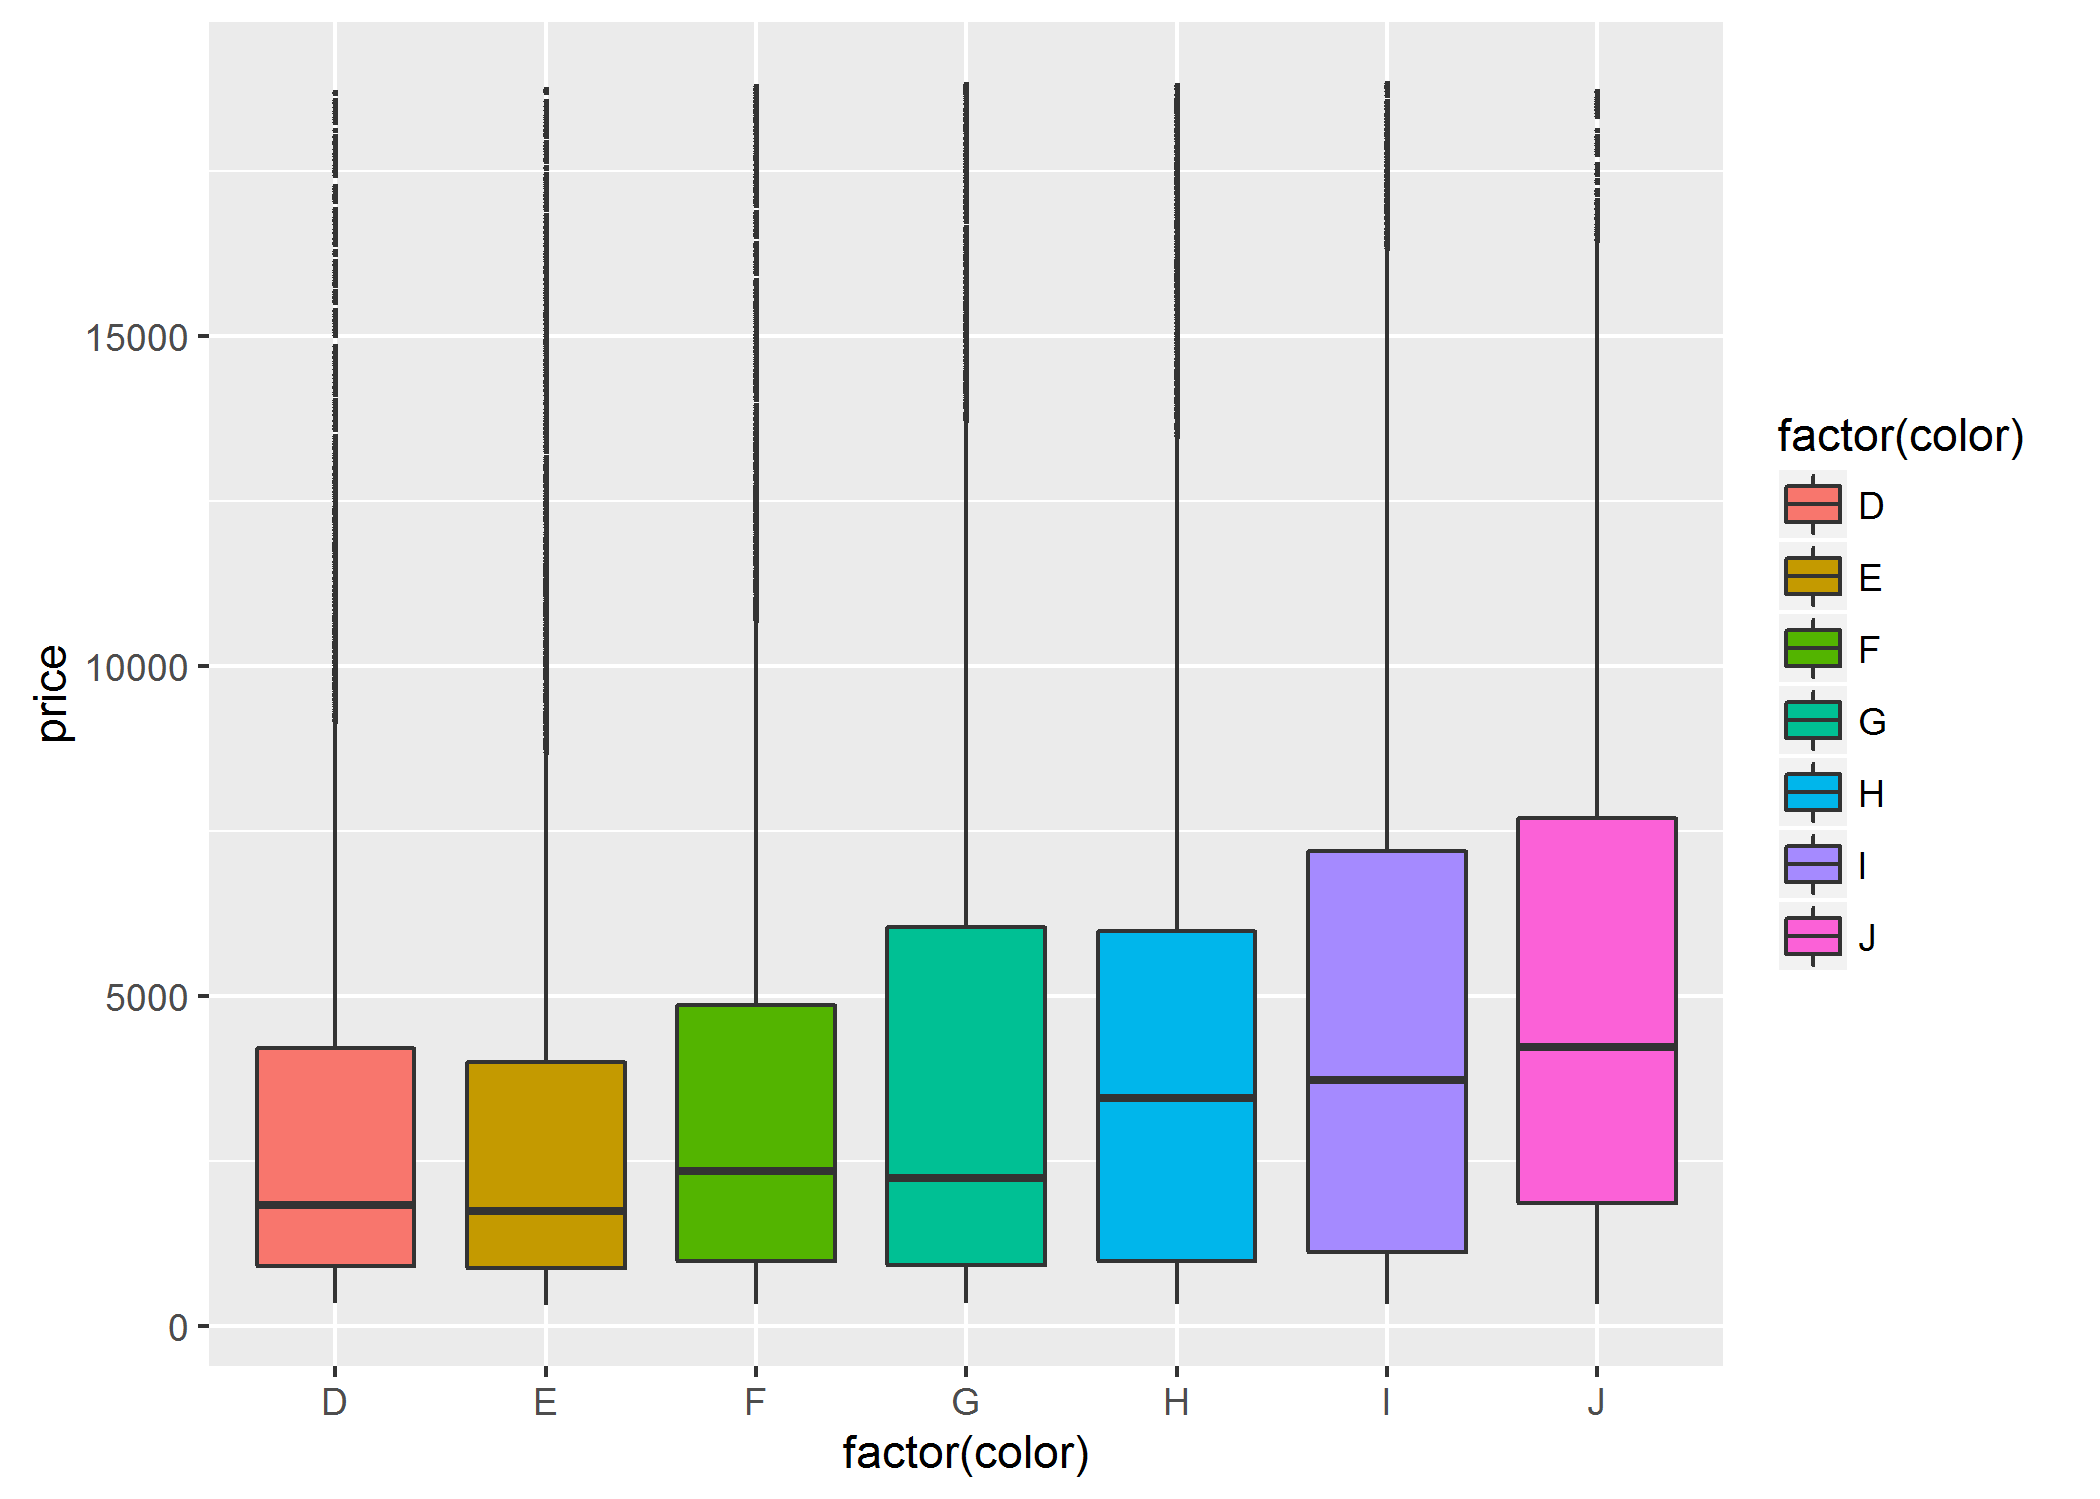 price
15000
10000
5000
0
D E F G H I J
factor(color)
factor(color)
D
E
F
G
H
I
J